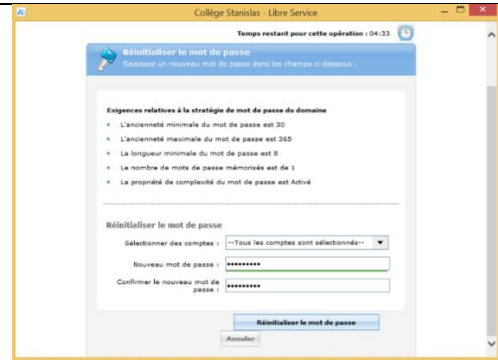 Collège Stanislas - Libre Service
Temps restant pour cette opération : 04:33
Réinitialiser le mot de passe
Saisissez un nouveau mot de passe dans les champs ci-dessous :
Exigences relatives à la stratégie de mot de passe du domaine
L'ancienneté minimale du mot de passe est 30
L'ancienneté maximale du mot de passe est 365
La longueur minimale du mot de passe est 8
Le nombre de mots de passe mémorisés est de 1
La propriété de complexité du mot de passe est Activé
Réinitialiser le mot de passe
Sélectionner des comptes : --Tous les comptes sont sélectionnés--
Nouveau mot de passe : •••••••••
Confirmer le nouveau mot de
passe : •••••••••
Réinitialiser le mot de passe
Annuler